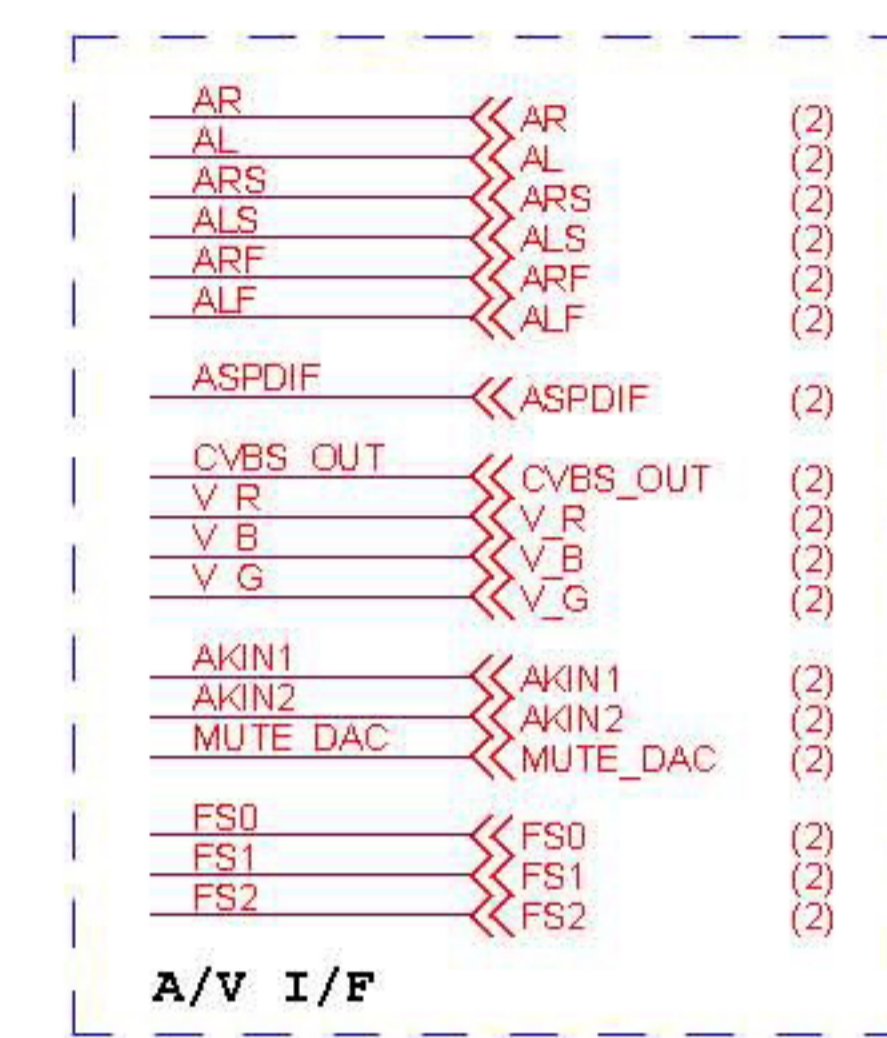 AR AR (2)
AL AL (2)
ARS ARS (2)
ALS ALS (2)
ARF ARF (2)
ALF ALF (2)
ASPDIF ASPDIF (2)
CVBS_OUT CVBS_OUT (2)
V_R V_R (2)
V_B V_B (2)
V_G V_G (2)
AKIN1 AKIN1 (2)
AKIN2 AKIN2 (2)
MUTE_DAC MUTE_DAC (2)
FS0 FS0 (2)
FS1 FS1 (2)
FS2 FS2 (2)
A/V I/F